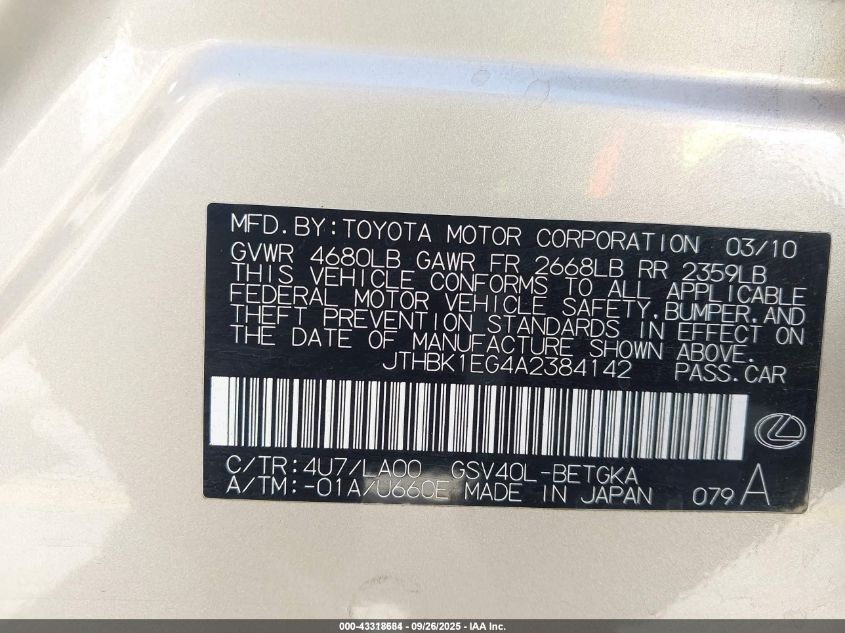 MFD.BY:TOYOTA MOTOR CORPORATION 03/10
GVWR 4680LB GAWR FR 2668LB RR 2359LB
THIS VEHICLE CONFORMS TO ALL APPLICABLE
FEDERAL MOTOR VEHICLE SAFETY,BUMPER,AND
THEFT PREVENTION STANDARDS IN EFFECT ON
THE DATE OF MANUFACTURE SHOWN ABOVE.
JTHBK1EG4A2384142 PASS.CAR
C/TR:4U7/LA00 GSV40L-BETGKA
A/TM:-01A/U660E MADE IN JAPAN 079A
000-43318684 - 09/26/2025 - IAA Inc.